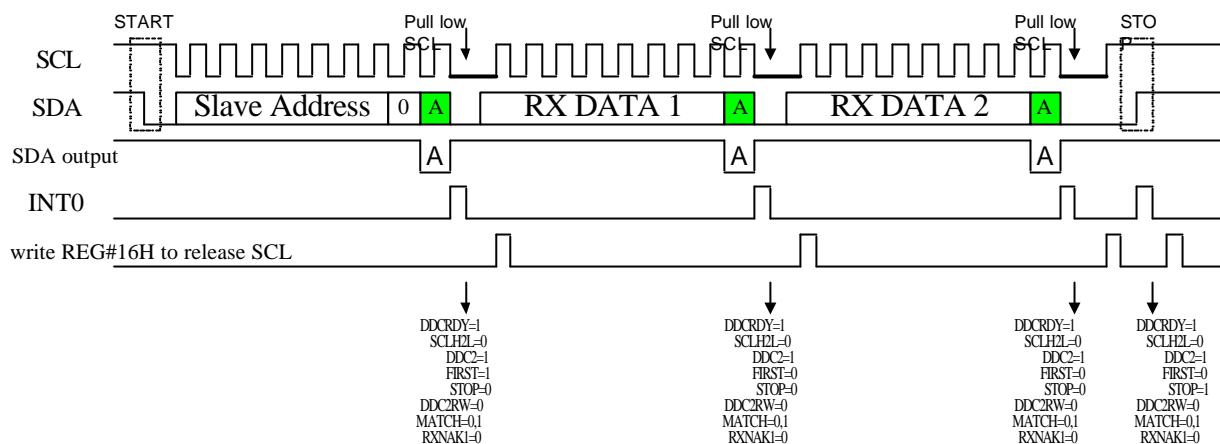 START
Pull low
SCL
Pull low
SCL
Pull low
SCL
STO
P
SCL
SDA
Slave Address
0
A
RX DATA 1
A
RX DATA 2
A
SDA output
A
A
A
INT0
write REG#16H to release SCL
DDCRDY=1
SCLH2L=0
DDC2=1
FIRST=1
STOP=0
DDC2RW=0
MATCH=0,1
RXNAK1=0
DDCRDY=1
SCLH2L=0
DDC2=1
FIRST=0
STOP=0
DDC2RW=0
MATCH=0,1
RXNAK1=0
DDCRDY=1
SCLH2L=0
DDC2=1
FIRST=0
STOP=0
DDC2RW=0
MATCH=0,1
RXNAK1=0
DDCRDY=1
SCLH2L=0
DDC2=1
FIRST=0
STOP=1
DDC2RW=0
MATCH=0,1
RXNAK1=0